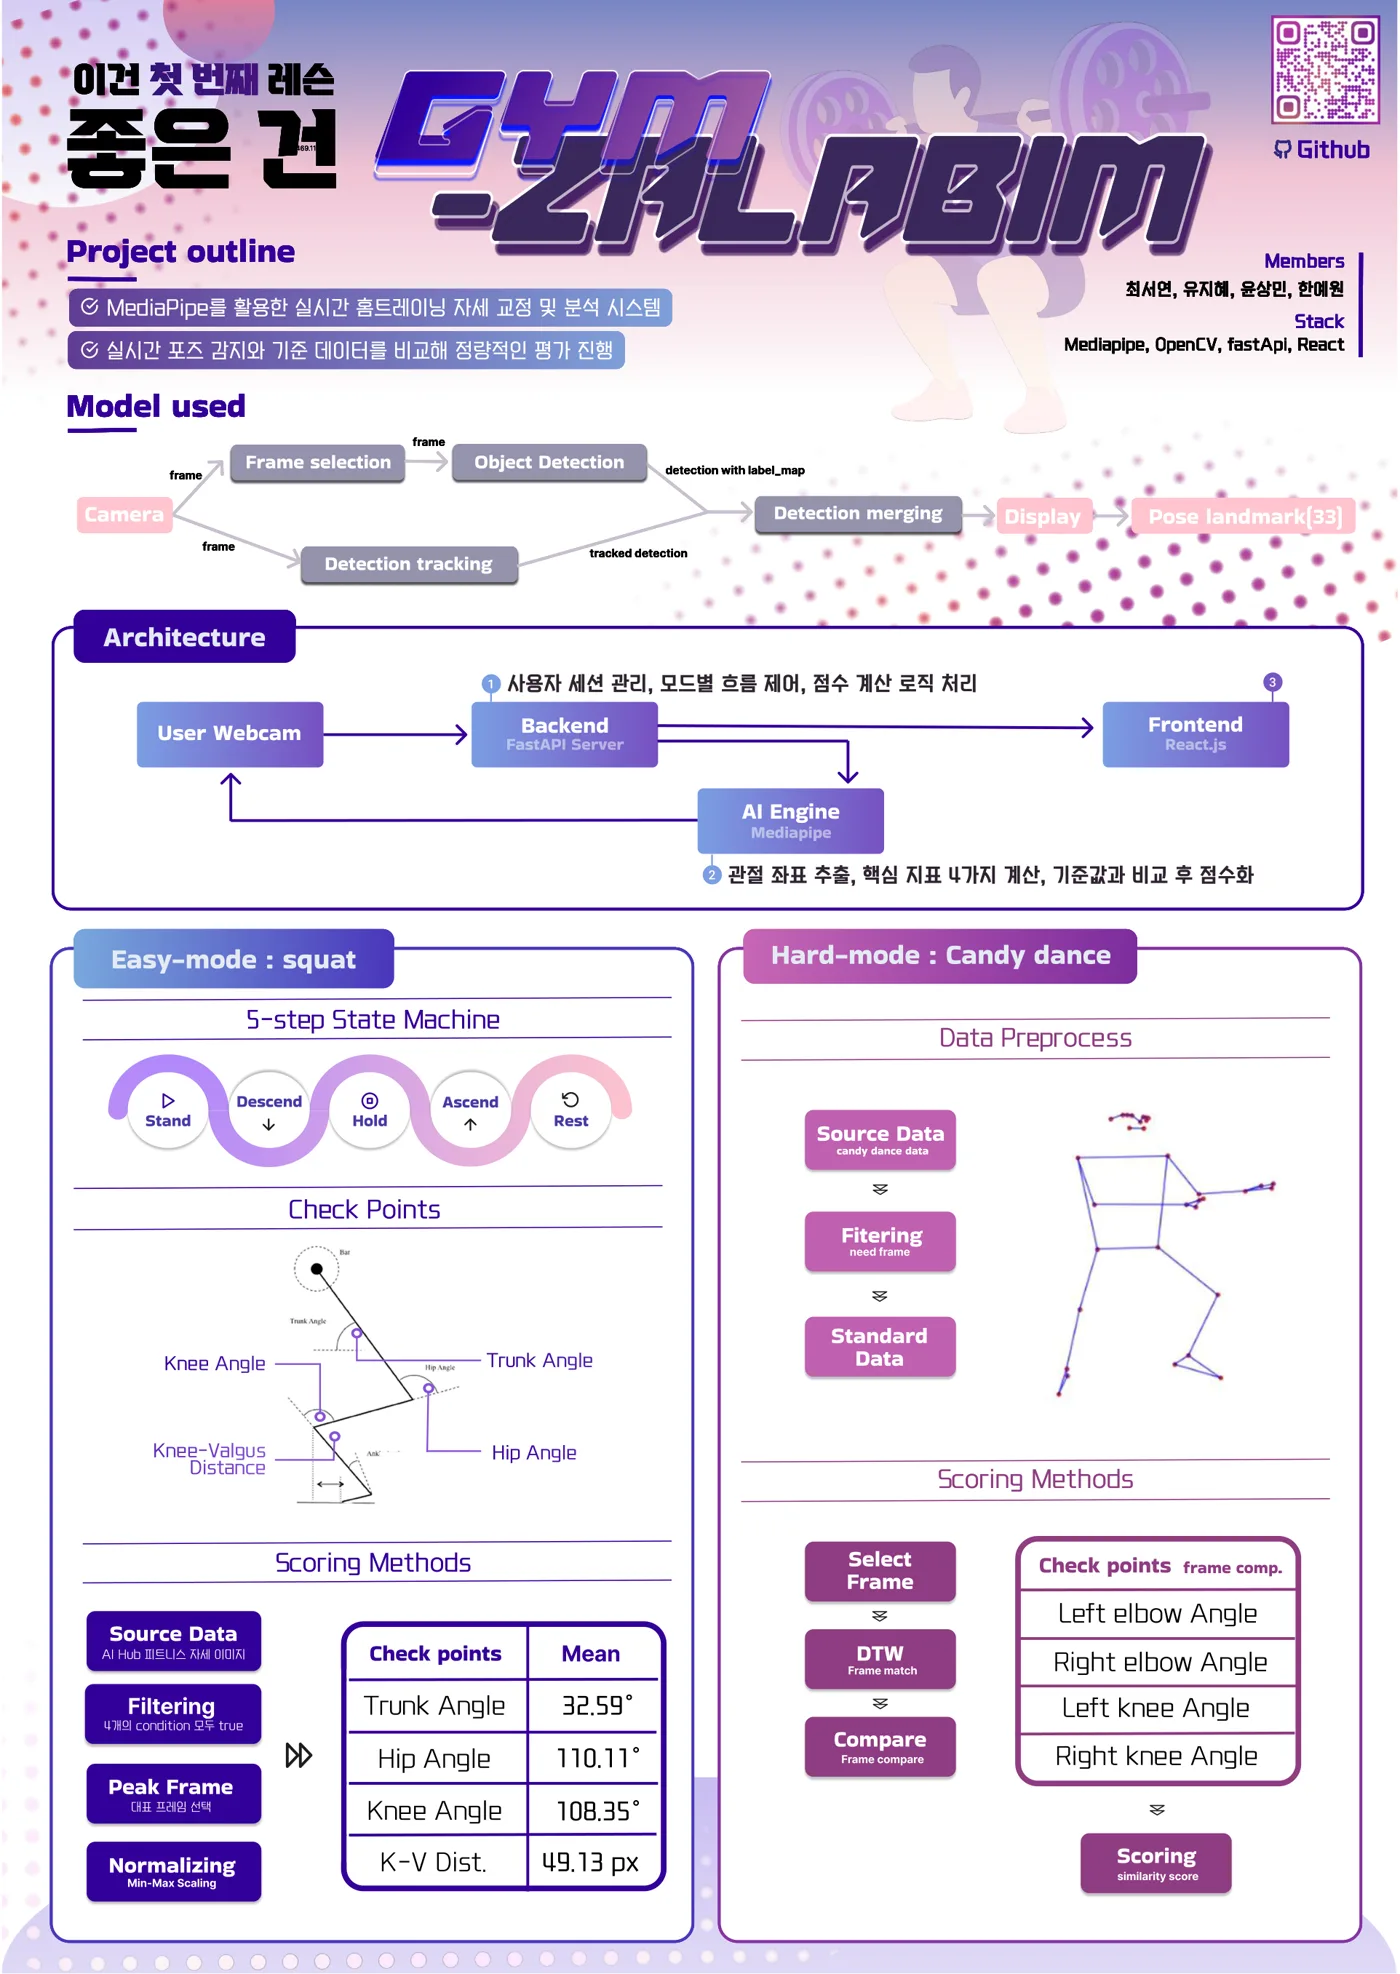 이건 첫 번째 레슨
좋은 건
GYM
-ZALABIM
Github
Project outline
MediaPipe를 활용한 실시간 홈트레이닝 자세 교정 및 분석 시스템
실시간 포즈 감지와 기준 데이터를 비교해 정량적인 평가 진행
Members
최서연, 유지혜, 윤상민, 한예원
Stack
Mediapipe, OpenCV, fastApi, React
Model used
Camera
frame
Frame selection
frame
Object Detection
detection with label_map
frame
Detection tracking
tracked detection
Detection merging
Display
Pose landmark(33)
Architecture
1 사용자 세션 관리, 모드별 흐름 제어, 점수 계산 로직 처리
3
User Webcam
Backend
FastAPI Server
Frontend
React.js
AI Engine
Mediapipe
2 관절 좌표 추출, 핵심 지표 4가지 계산, 기준값과 비교 후 점수화
Easy-mode : squat
5-step State Machine
Stand
Descend
Hold
Ascend
Rest
Check Points
Bar
Trunk Angle
Knee Angle
Trunk Angle
Hip Angle
Knee-Valgus
Distance
Hip Angle
Scoring Methods
Source Data
AI Hub 피트니스 자세 이미지
Filtering
4개의 condition 모두 true
Peak Frame
대표 프레임 선택
Normalizing
Min-Max Scaling
Check points Mean
Trunk Angle 32.59°
Hip Angle 110.11°
Knee Angle 108.35°
K-V Dist. 49.13 px
Hard-mode : Candy dance
Data Preprocess
Source Data
candy dance data
Fitering
need frame
Standard
Data
Scoring Methods
Select
Frame
DTW
Frame match
Compare
Frame compare
Check points frame comp.
Left elbow Angle
Right elbow Angle
Left knee Angle
Right knee Angle
Scoring
similarity score